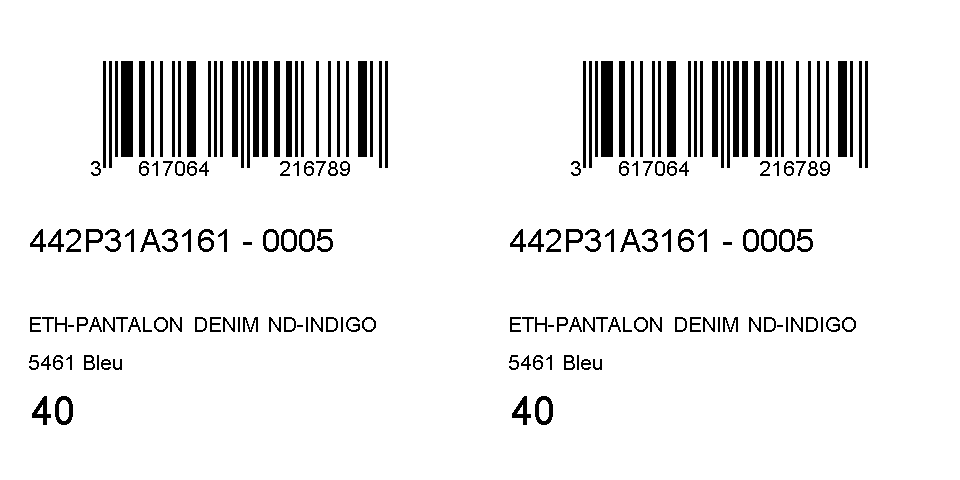 3 617064 216789
3 617064 216789
442P31A3161 - 0005
442P31A3161 - 0005
ETH-PANTALON DENIM ND-INDIGO
ETH-PANTALON DENIM ND-INDIGO
5461 Bleu
5461 Bleu
40
40